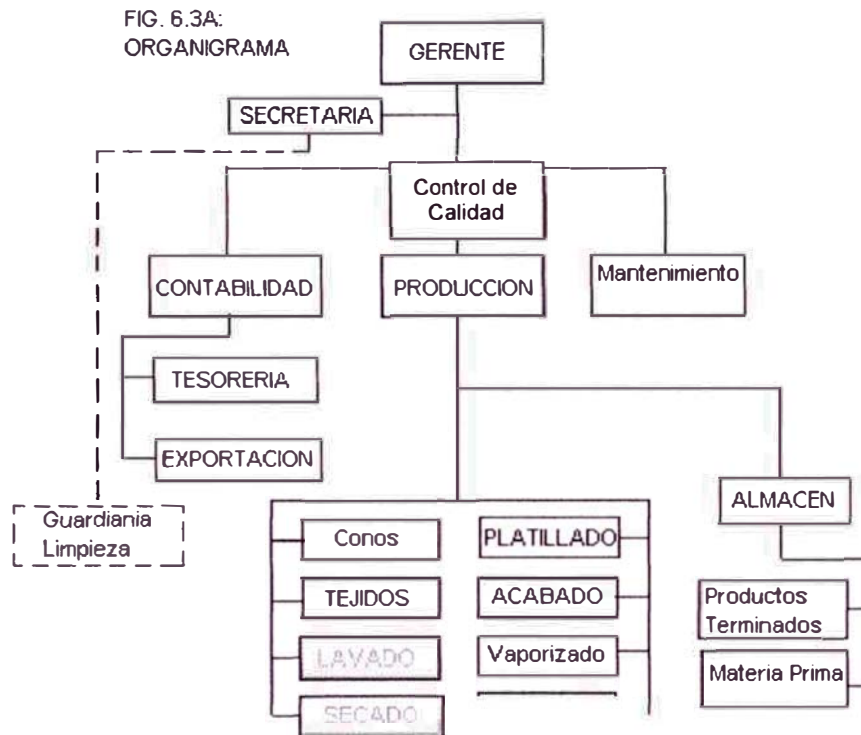 FIG. 6.3A:
ORGANIGRAMA
GERENTE
SECRETARIA
Control de
Calidad
CONTABILIDAD
PRODUCCION
Mantenimiento
TESORERIA
EXPORTACION
Guardiania
Limpieza
ALMACEN
Conos
PLATILLADO
TEJIDOS
ACABADO
Productos
Terminados
LAVADO
Vaporizado
Materia Prima
SECADO